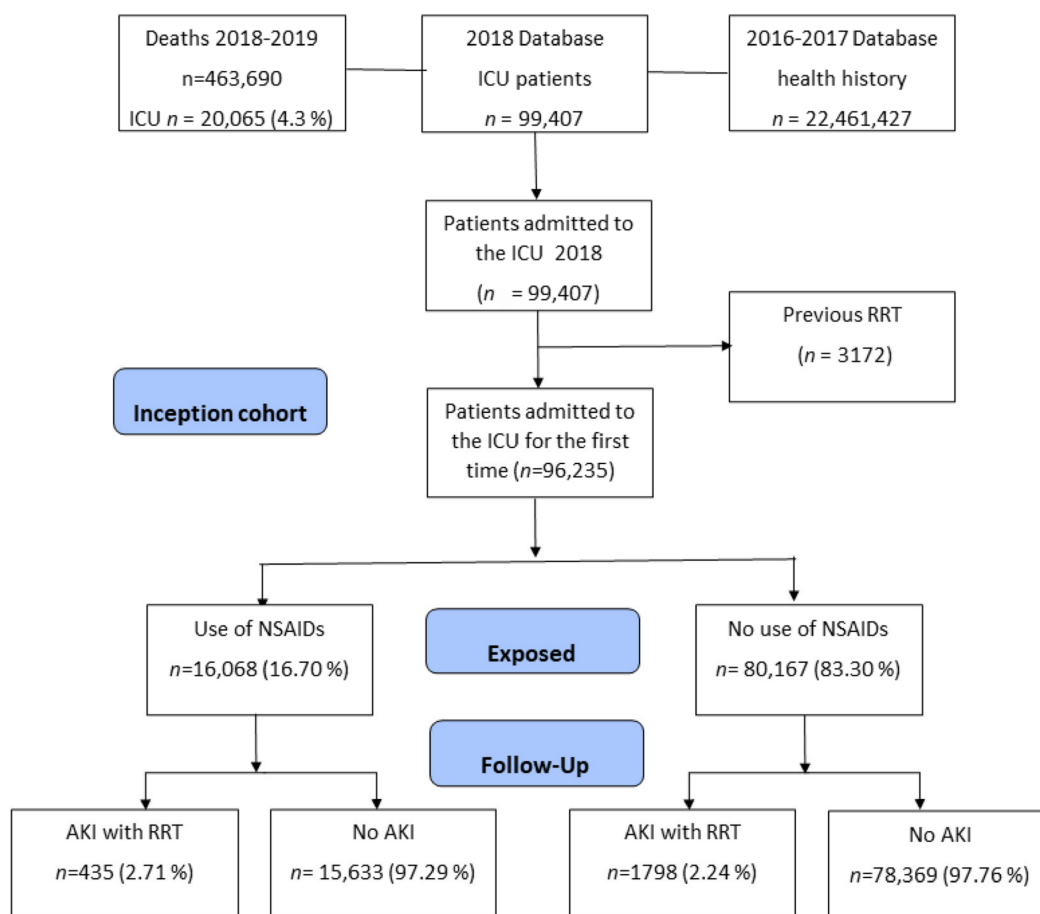 Deaths 2018-2019
n=463,690
ICU n = 20,065 (4.3 %)
2018 Database
ICU patients
n = 99,407
2016-2017 Database
health history
n = 22,461,427
Patients admitted to
the ICU 2018
(n = 99,407)
Previous RRT
(n = 3172)
Inception cohort
Patients admitted to
the ICU for the first
time (n=96,235)
Use of NSAIDs
n=16,068 (16.70 %)
Exposed
No use of NSAIDs
n= 80,167 (83.30 %)
Follow-Up
AKI with RRT
n=435 (2.71 %)
No AKI
n= 15,633 (97.29 %)
AKI with RRT
n=1798 (2.24 %)
No AKI
n=78,369 (97.76 %)